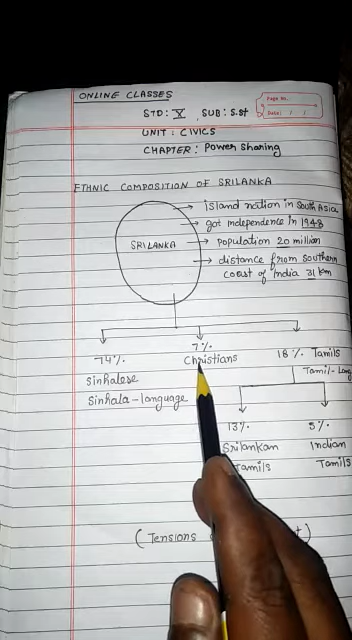 ONLINE CLASSES
Page No.
Date: / /
STD: X, SUB: S.St
UNIT: CIVICS
CHAPTER: Power Sharing
ETHNIC COMPOSITION OF SRILANKA
SRILANKA
island nation in South Asia
got independence in 1948
population 20 million
distance from southern
coast of India 31 km
74%
Sinhalese
Sinhala-language
7%
Christians
18% Tamils
Tamil-Lang
13%
Srilankan
Tamils
5%
Indian
Tamils
(Tensions